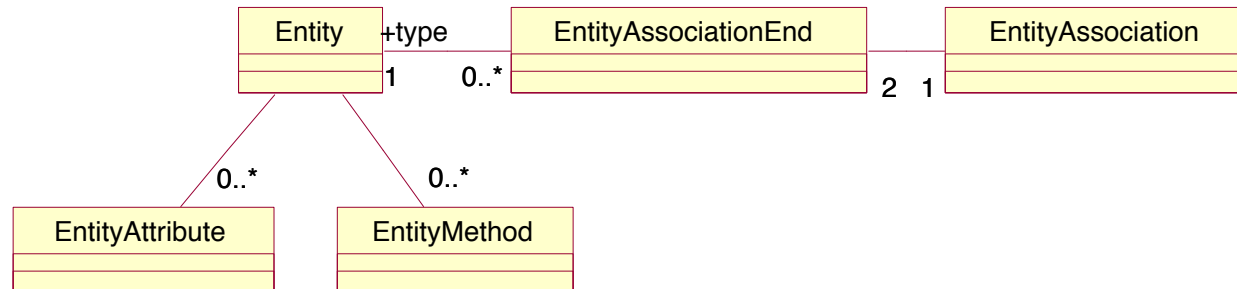 Entity
+type
EntityAssociationEnd
EntityAssociation
1
0..*
2
1
0..*
0..*
EntityAttribute
EntityMethod